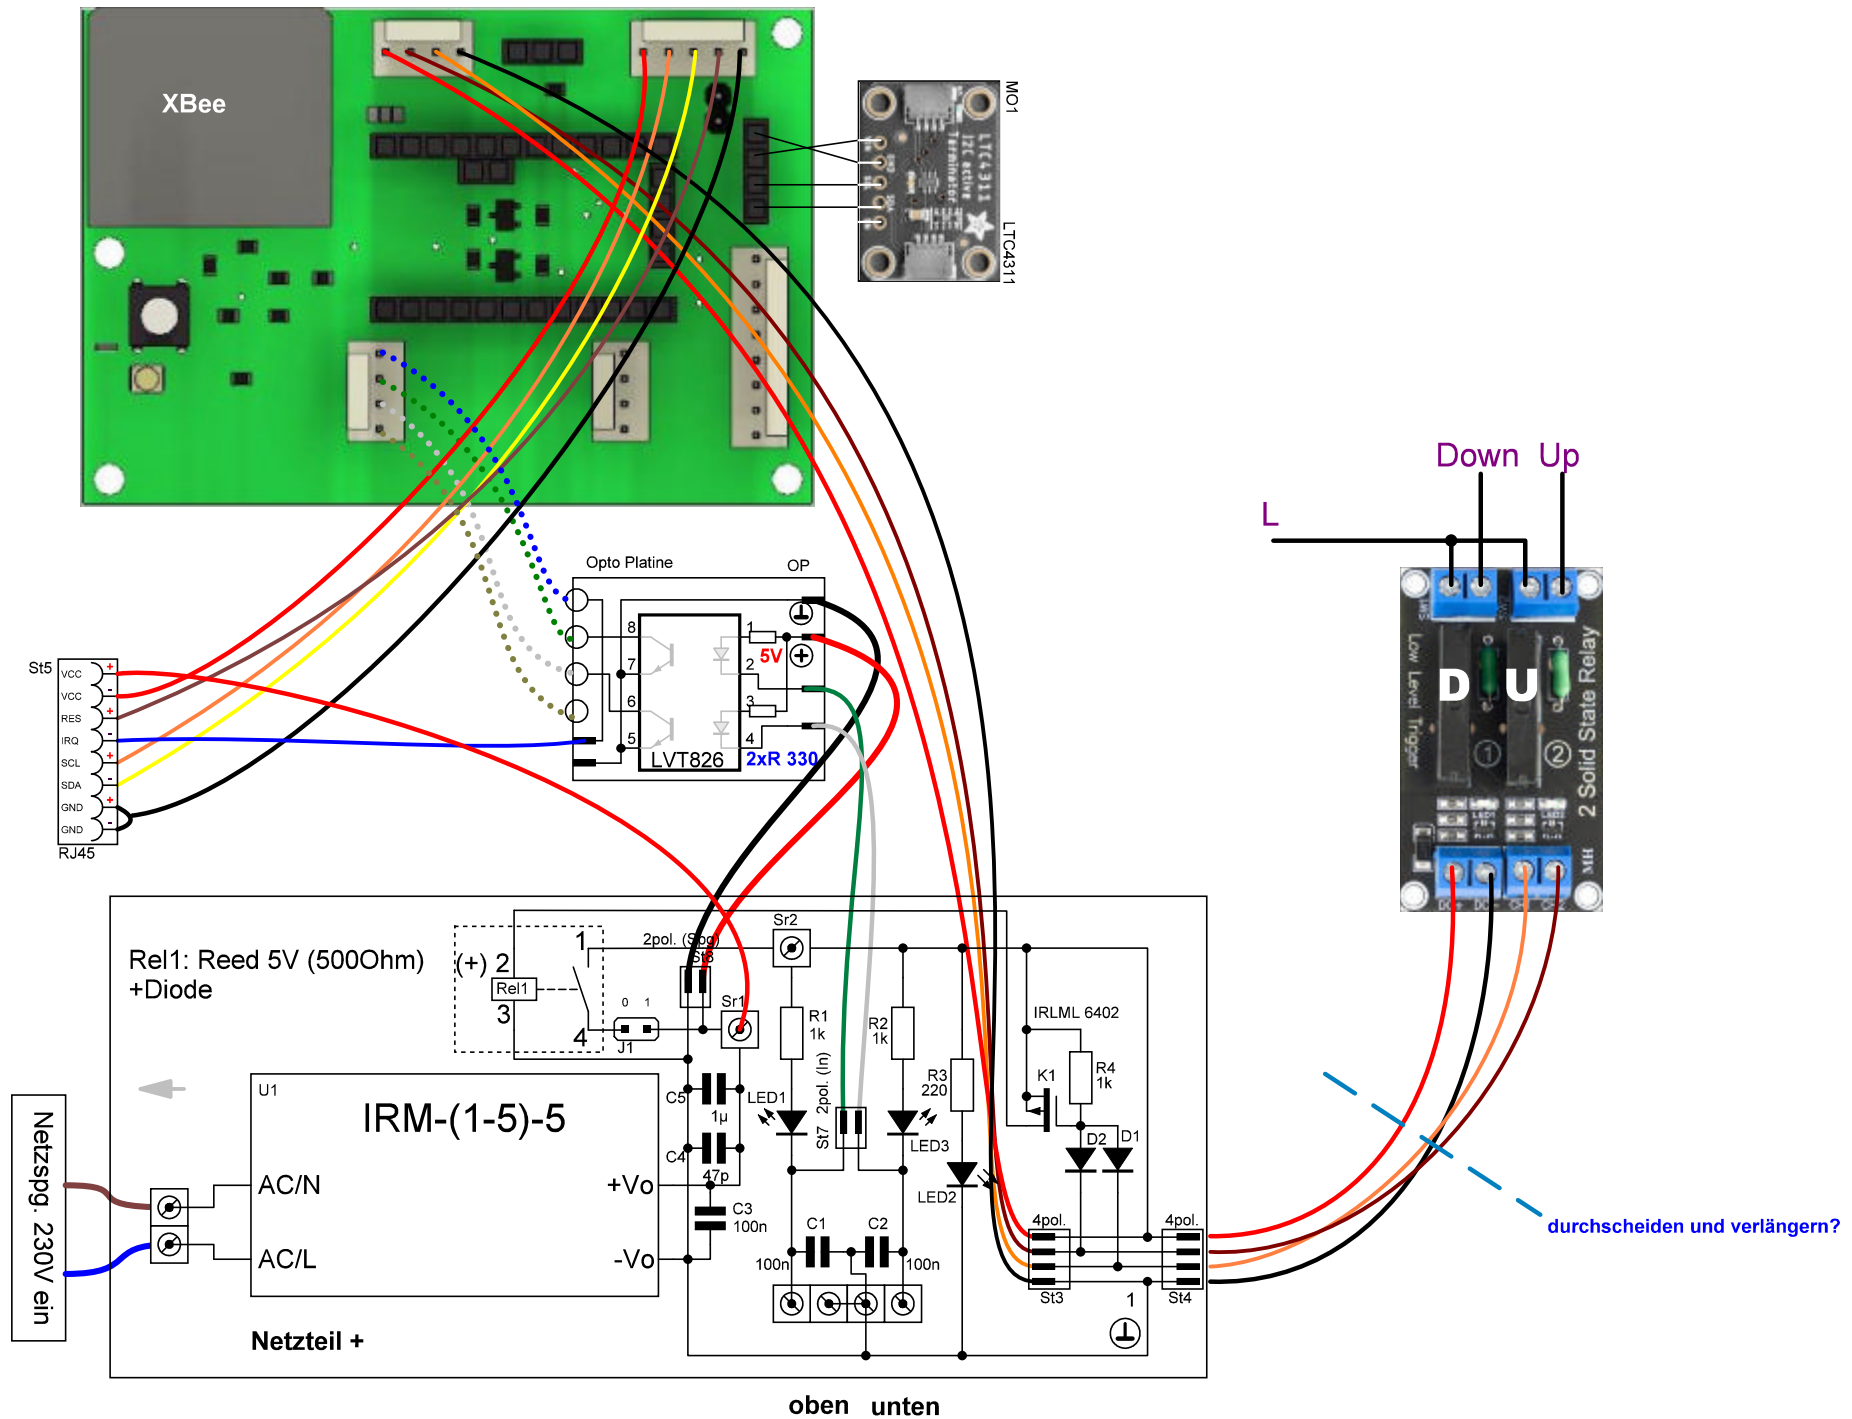 XBee
MO1
LTC4311
I2C active
Terminator
LTC4311
Down Up
L
Opto Platine OP
8
7
6
5
1
2
3
4
5V
LVT826
2xR 330
St5
VCC +
VCC -
RES +
IRQ -
SCL +
SDA -
GND +
GND -
RJ45
D U
Low Level Trigger
2 Solid State Relay
1
2
MH
Rel1: Reed 5V (500Ohm)
+Diode
(+) 2
Rel1
3
1
4
0 1
J1
2pol. (Spg)
St8
Sr1
Sr2
R1
1k
R2
1k
R3
220
IRLML 6402
K1
R4
1k
LED1
St7 2pol. (In)
LED3
LED2
D2 D1
C5
1µ
C4
47p
C3
100n
C1
100n
C2
100n
U1
IRM-(1-5)-5
AC/N
AC/L
+Vo
-Vo
Netzspg. 230V ein
Netzteil +
4pol.
St3
4pol.
St4
1
durchscheiden und verlängern?
oben unten